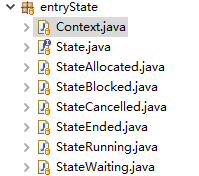 entryState
Context.java
State.java
StateAllocated.java
StateBlocked.java
StateCancelled.java
StateEnded.java
StateRunning.java
StateWaiting.java